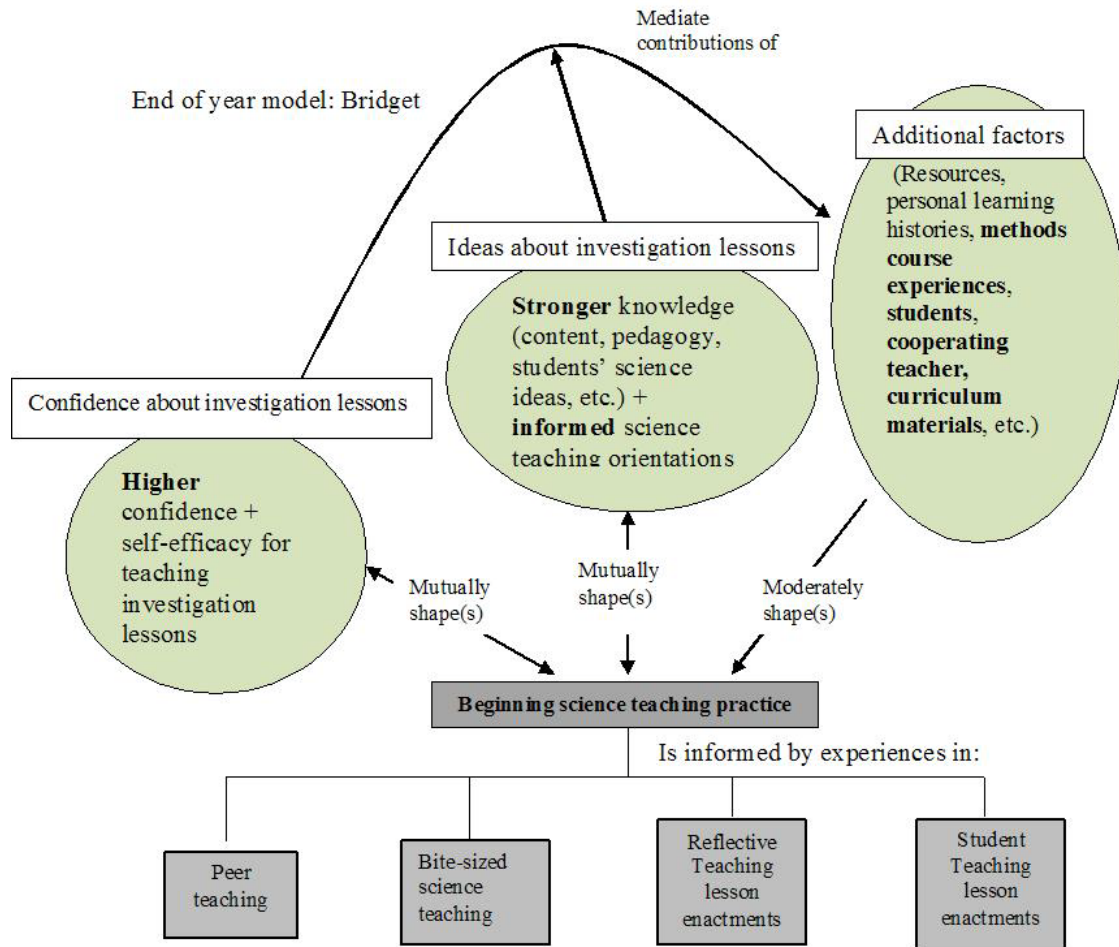 Mediate
contributions of
End of year model: Bridget
Additional factors
(Resources,
personal learning
histories, methods
course
experiences,
students,
cooperating
teacher,
curriculum
materials, etc.)
Ideas about investigation lessons
Stronger knowledge
(content, pedagogy,
students’ science
ideas, etc.) +
informed science
teaching orientations
Confidence about investigation lessons
Higher
confidence +
self-efficacy for
teaching
investigation
lessons
Mutually
shape(s)
Mutually
shape(s)
Moderately
shape(s)
Beginning science teaching practice
Is informed by experiences in:
Peer
teaching
Bite-sized
science
teaching
Reflective
Teaching
lesson
enactments
Student
Teaching
lesson
enactments